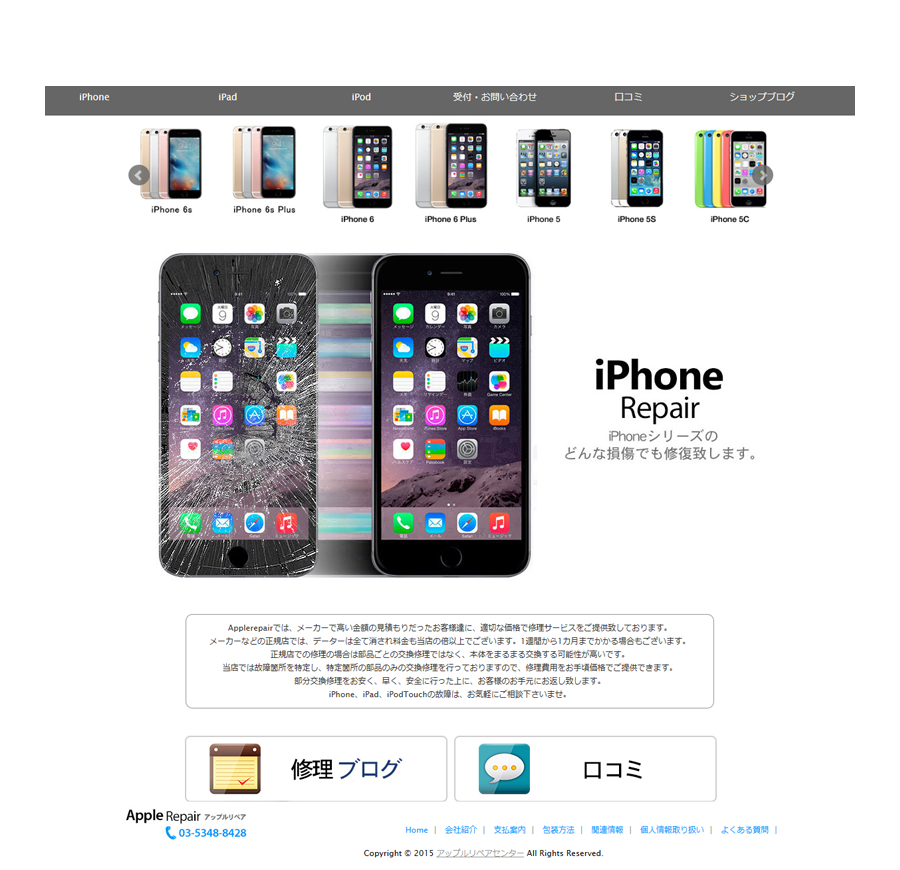 iPhone iPad iPod 受付・お問い合わせ 口コミ ショップブログ
iPhone 6s iPhone 6s Plus iPhone 6 iPhone 6 Plus iPhone 5 iPhone 5S iPhone 5C
iPhone
Repair
iPhoneシリーズの
どんな損傷でも修復致します。
Applerepairでは、メーカーで高い金額の見積もりだったお客様達に、適切な価格で修理サービスをご提供致しております。
メーカーなどの正規店では、データーは全て消され料金も当店の倍以上でございます。1週間から1カ月までかかる場合もございます。
正規店での修理の場合は部品ごとの交換修理ではなく、本体をまるまる交換する可能性が高いです。
当店では故障箇所を特定し、特定箇所の部品のみの交換修理を行っておりますので、修理費用をお手頃価格でご提供できます。
部分交換修理をお安く、早く、安全に行った上に、お客様のお手元にお返し致します。
iPhone、iPad、iPodTouchの故障は、お気軽にご相談下さいませ。
修理 ブログ 口コミ
Apple Repair アップルリペア
03-5348-8428
Home | 会社紹介 | 支払案内 | 包装方法 | 関連情報 | 個人情報取り扱い | よくある質問 |
Copyright © 2015 アップルリペアセンター All Rights Reserved.